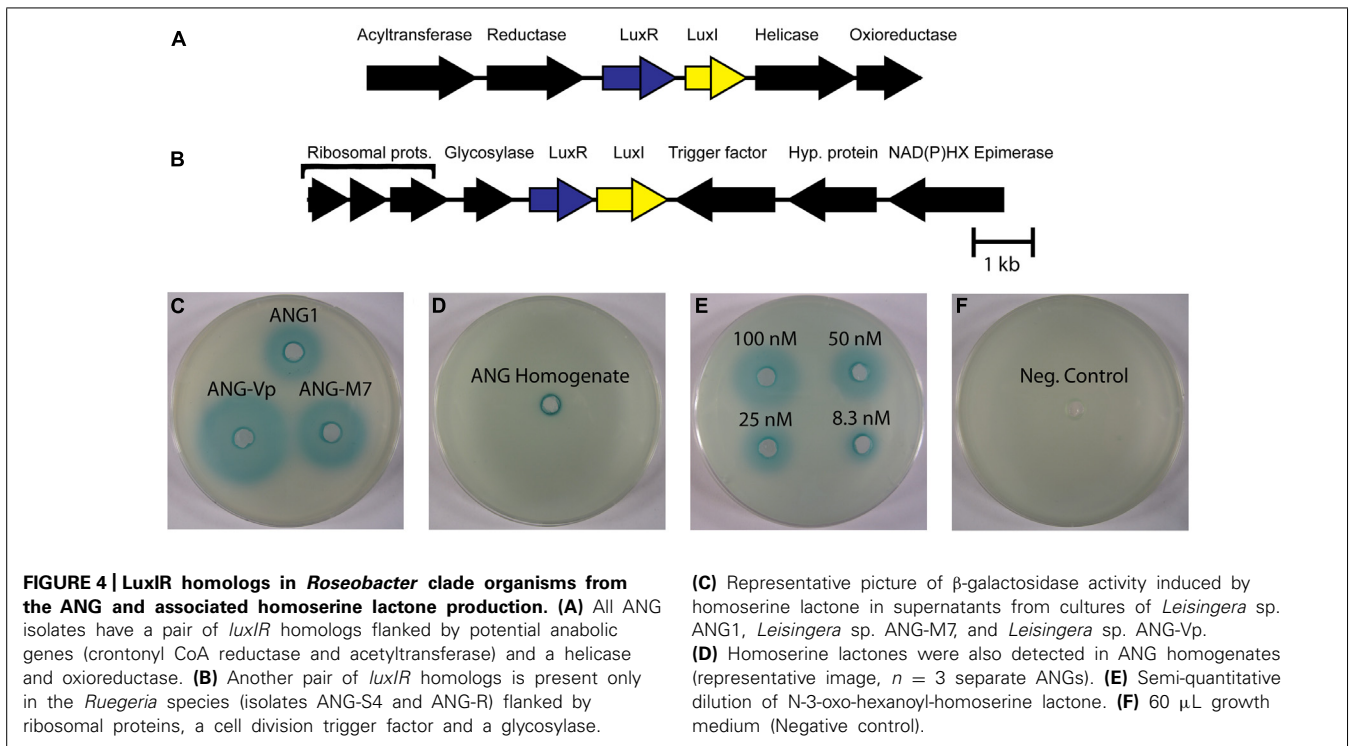 A
Acyltransferase Reductase LuxR LuxI Helicase Oxioreductase
B
Ribosomal prots. Glycosylase LuxR LuxI Trigger factor Hyp. protein NAD(P)HX Epimerase
1 kb
C
ANG1
ANG-Vp ANG-M7
D
ANG Homogenate
E
100 nM 50 nM
25 nM 8.3 nM
F
Neg. Control
FIGURE 4 | LuxIR homologs in Roseobacter clade organisms from
the ANG and associated homoserine lactone production. (A) All ANG
isolates have a pair of luxIR homologs flanked by potential anabolic
genes (crontonyl CoA reductase and acetyltransferase) and a helicase
and oxioreductase. (B) Another pair of luxIR homologs is present only
in the Ruegeria species (isolates ANG-S4 and ANG-R) flanked by
ribosomal proteins, a cell division trigger factor and a glycosylase.
(C) Representative picture of β-galactosidase activity induced by
homoserine lactone in supernatants from cultures of Leisingera sp.
ANG1, Leisingera sp. ANG-M7, and Leisingera sp. ANG-Vp.
(D) Homoserine lactones were also detected in ANG homogenates
(representative image, n = 3 separate ANGs). (E) Semi-quantitative
dilution of N-3-oxo-hexanoyl-homoserine lactone. (F) 60 μL growth
medium (Negative control).